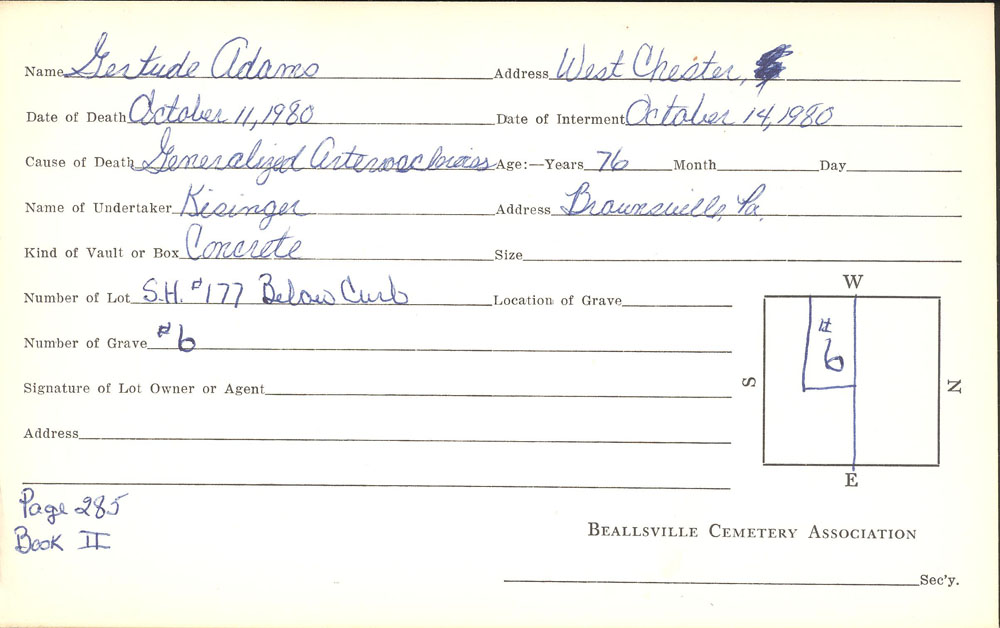 Name Gertude Adams Address West Chester,
Date of Death October 11, 1980 Date of Interment October 14, 1980
Cause of Death Generalized Arteriosclerosis Age:—Years 76 Month Day
Name of Undertaker Kisinger Address Brownsville, Pa.
Kind of Vault or Box Concrete Size
Number of Lot S.H. #177 Below Curb Location of Grave
Number of Grave #6
Signature of Lot Owner or Agent
Address
W
S
# 6
N
E
Page 285
Book II
BEALLSVILLE CEMETERY ASSOCIATION
Sec'y.